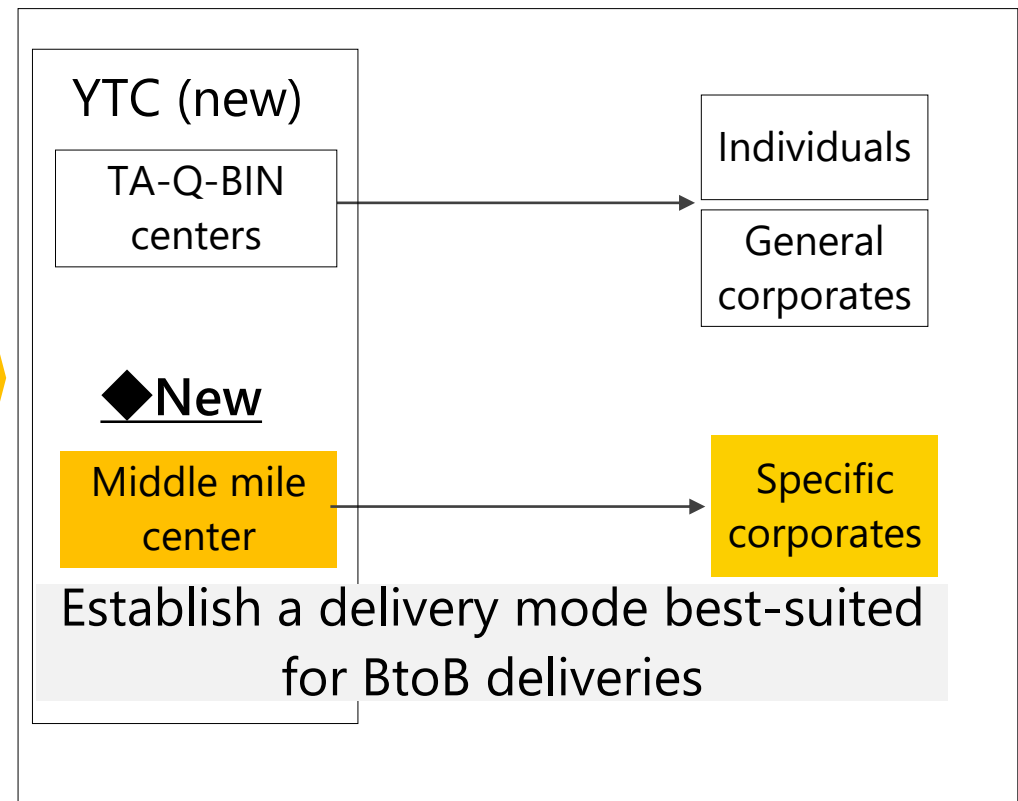 YTC (new)
TA-Q-BIN
centers
Individuals
General
corporates
◆New
Middle mile
center
Specific
corporates
Establish a delivery mode best-suited
for BtoB deliveries